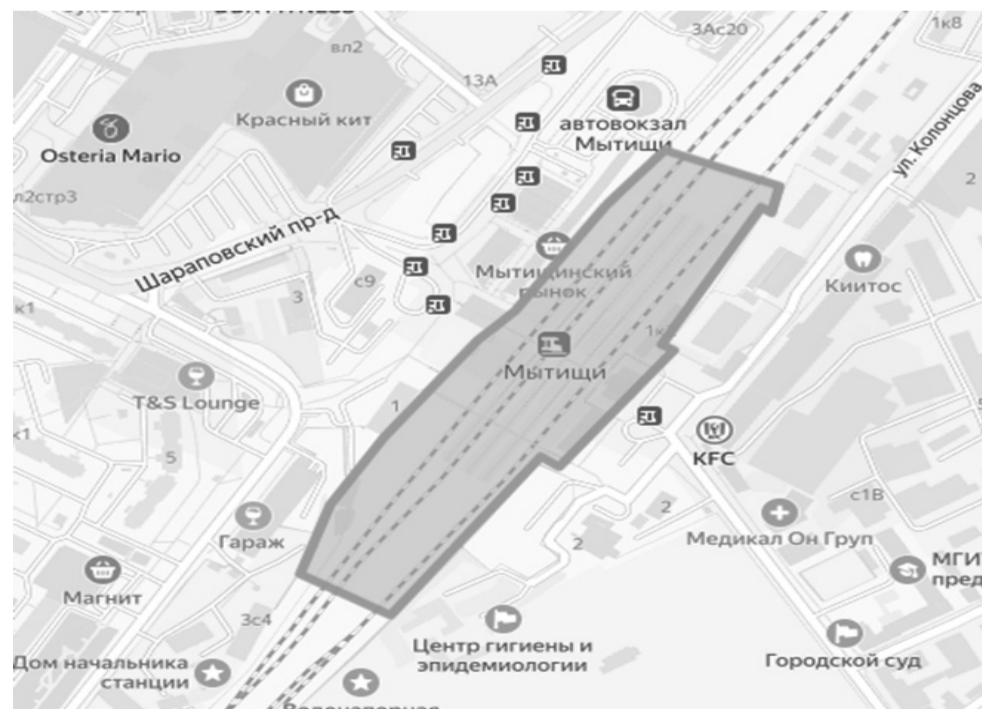 вл2
3Ас20
1к8
13А
Красный кит
Osteria Mario
автовокзал
Мытищи
ул. Колонцова
2
л2стр3
Шараповский пр-д
Мытищинский
рынок
Киитос
с9
3
к1
1к
Мытищи
T&S Lounge
1
KFC
к1
5
с1В
2
Гараж
Медикал Он Груп
2
МГИ
пред
Магнит
3с4
Центр гигиены и
эпидемиологии
Городской суд
Дом начальника
станции